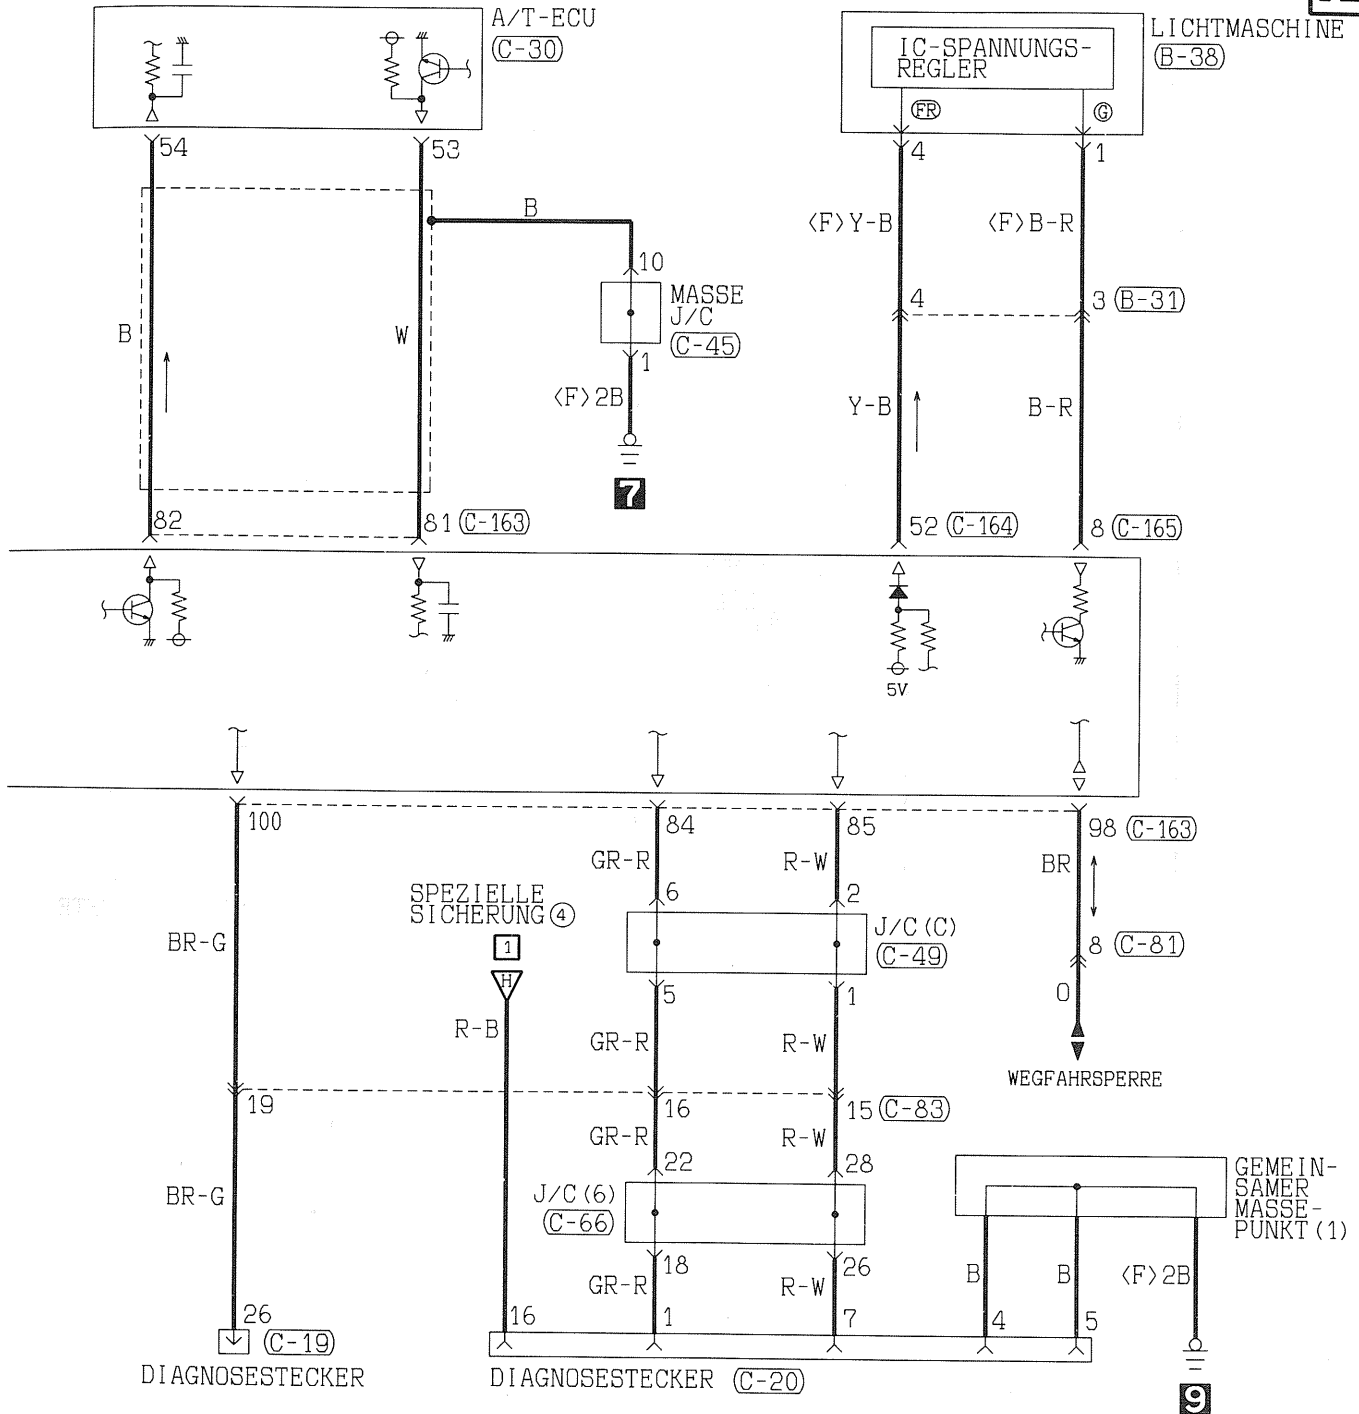 A/T-ECU
(C-30)
LICHTMASCHINE
(B-38)
IC-SPANNUNGS-
REGLER
FR
G
54
53
4
1
B
<F>Y-B
<F>B-R
10
MASSE
J/C
(C-45)
4
3 (B-31)
B
W
1
<F>2B
Y-B
B-R
7
82
81 (C-163)
52 (C-164)
8 (C-165)
5V
100
84
85
98 (C-163)
GR-R
R-W
BR
SPEZIELLE
SICHERUNG 4
6
2
1
J/C (C)
(C-49)
BR-G
8 (C-81)
H
5
1
O
R-B
GR-R
R-W
WEGFAHRSPERRE
19
16
15 (C-83)
GR-R
R-W
22
28
BR-G
J/C (6)
(C-66)
GEMEIN-
SAMER
MASSE-
PUNKT (1)
18
26
GR-R
R-W
B
B
<F>2B
26
16
1
7
4
5
(C-19)
DIAGNOSESTECKER
DIAGNOSESTECKER (C-20)
9